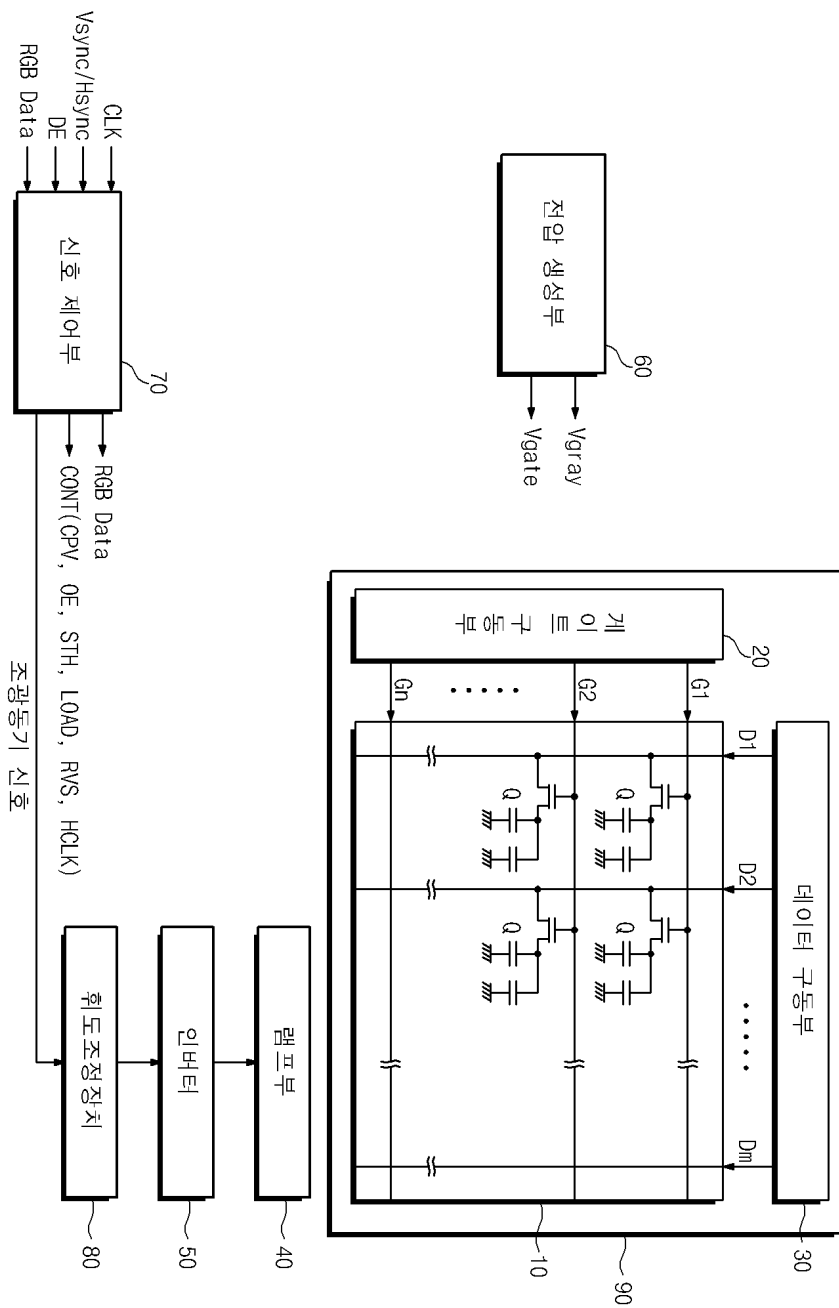 데이터 구동부
30
20
D1
D2
.....
Dm
게이트 구동부
G1
G2
.....
Gn
Q
Q
Q
Q
90
10
전압 생성부
60
Vgray
Vgate
램프부
40
인버터
50
휘도조정장치
80
CLK
Vsync/Hsync
DE
RGB Data
신호 제어부
70
RGB Data
CONT(CPV, OE, STH, LOAD, RVS, HCLK)
조광동기 신호